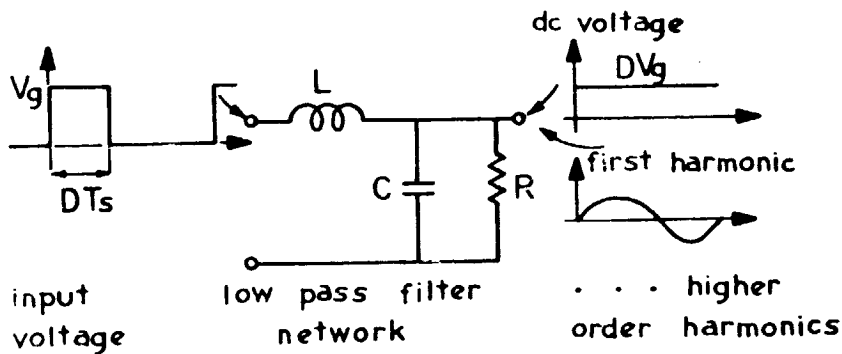 dc voltage
DVg
Vg
L
first harmonic
C
R
DTs
input
voltage
low pass filter
network
. . . higher
order harmonics